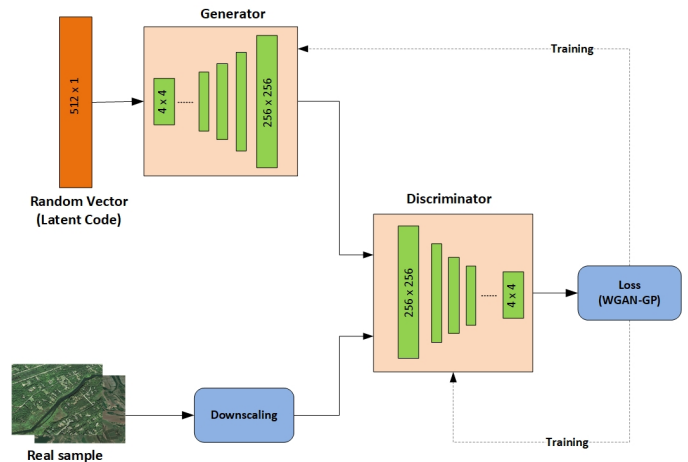 Generator
Training
512 x 1
4 x 4
......
256 x 256
Random Vector
(Latent Code)
Discriminator
256 x 256
......
4 x 4
Loss
(WGAN-GP)
Downscaling
Training
Real sample